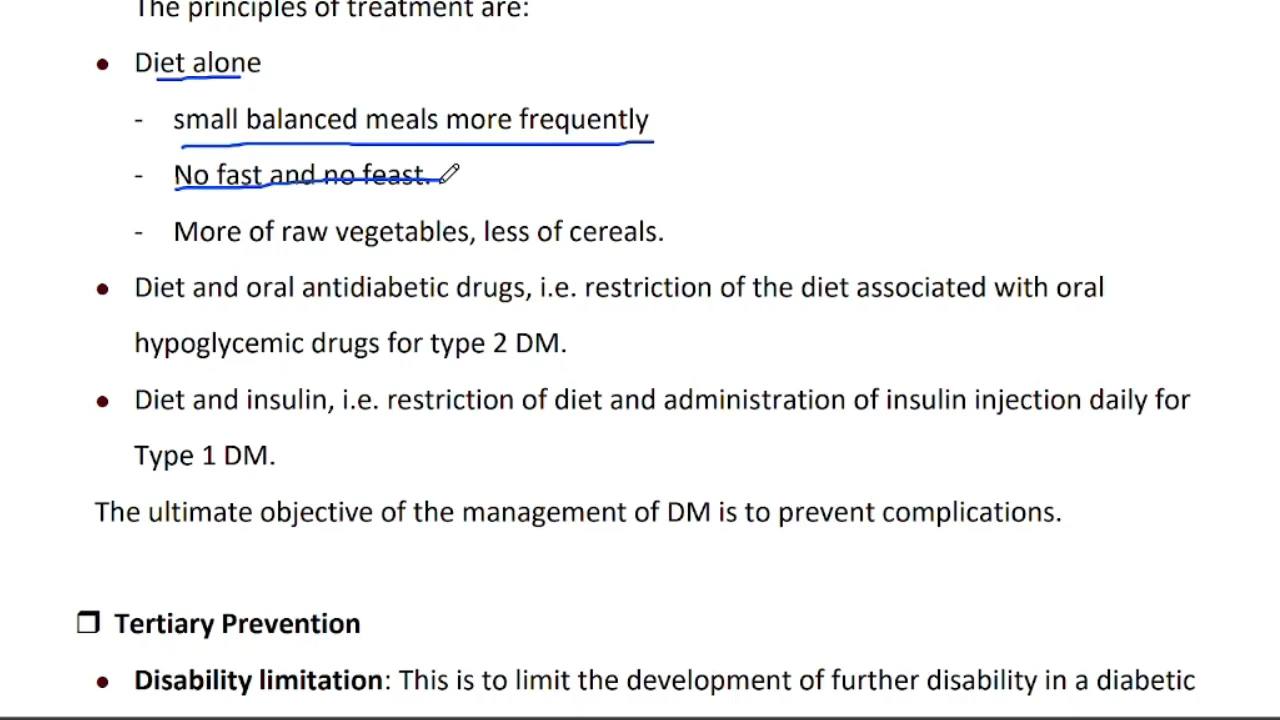 The principles of treatment are:
• Diet alone
- small balanced meals more frequently
- No fast and no feast.
- More of raw vegetables, less of cereals.
• Diet and oral antidiabetic drugs, i.e. restriction of the diet associated with oral
hypoglycemic drugs for type 2 DM.
• Diet and insulin, i.e. restriction of diet and administration of insulin injection daily for
Type 1 DM.
The ultimate objective of the management of DM is to prevent complications.
❒ Tertiary Prevention
• Disability limitation: This is to limit the development of further disability in a diabetic